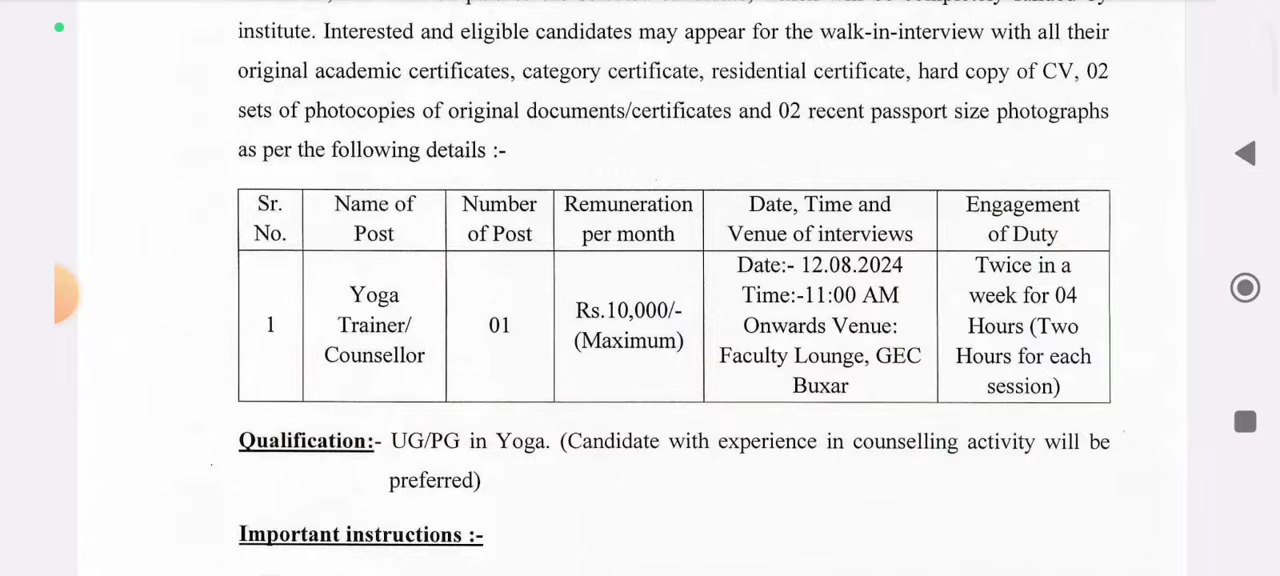 institute. Interested and eligible candidates may appear for the walk-in-interview with all their
original academic certificates, category certificate, residential certificate, hard copy of CV, 02
sets of photocopies of original documents/certificates and 02 recent passport size photographs
as per the following details :-
Sr. No.
Name of Post
Number of Post
Remuneration per month
Date, Time and Venue of interviews
Engagement of Duty
1
Yoga
Trainer/
Counsellor
01
Rs.10,000/-
(Maximum)
Date:- 12.08.2024
Time:-11:00 AM
Onwards Venue:
Faculty Lounge, GEC
Buxar
Twice in a
week for 04
Hours (Two
Hours for each
session)
Qualification:- UG/PG in Yoga. (Candidate with experience in counselling activity will be
preferred)
Important instructions :-